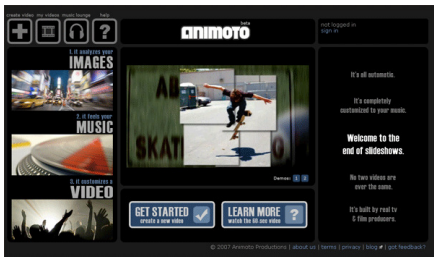 create video my videos music lounge help
beta
animoto
not logged in
sign in
1. it analyzes your
IMAGES
2. it feels your
MUSIC
3. it customizes a
VIDEO
AD
SKAT
G
Demos: 1 2
GET STARTED
create a new video
LEARN MORE
watch the 60 sec video
It's all automatic.
It's completely
customized to your music.
Welcome to the
end of slideshows.
No two videos are
ever the same.
It's built by real tv
& film producers.
© 2007 Animoto Productions | about us | terms | privacy | blog | got feedback?